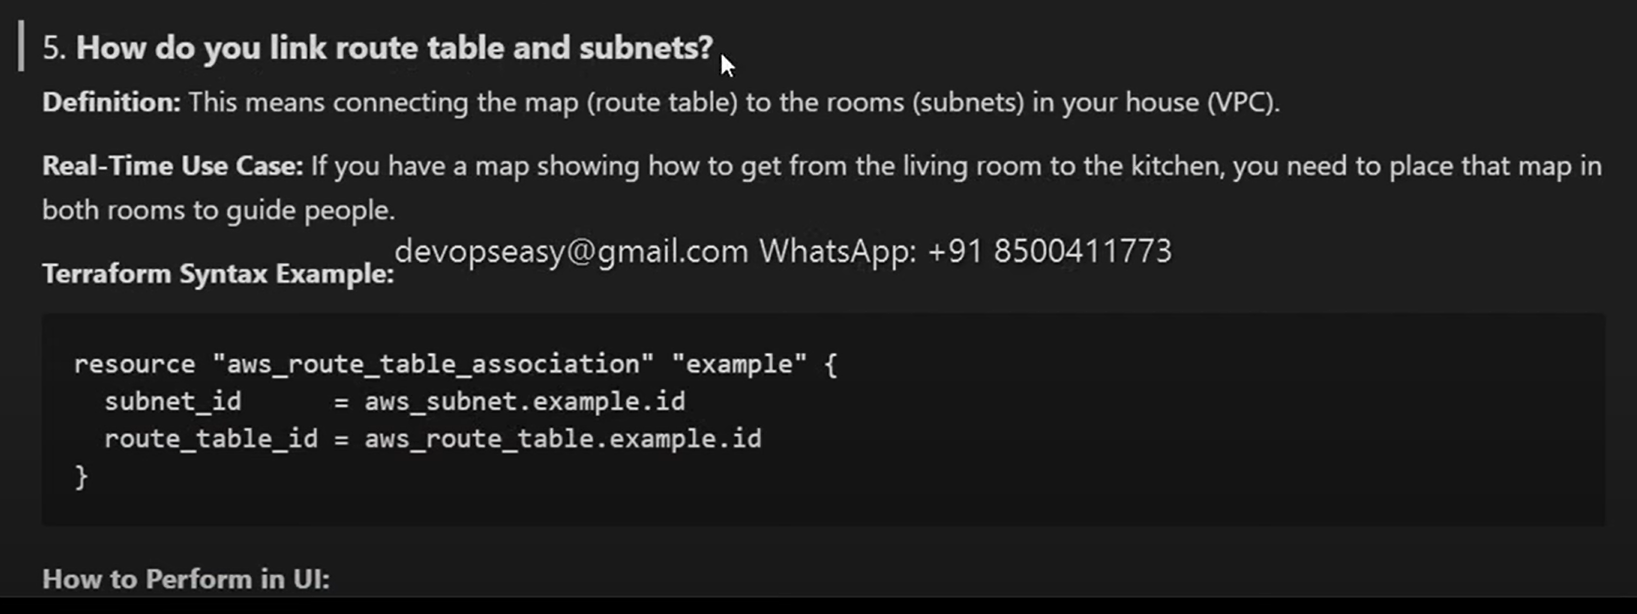 5. How do you link route table and subnets?
Definition: This means connecting the map (route table) to the rooms (subnets) in your house (VPC).
Real-Time Use Case: If you have a map showing how to get from the living room to the kitchen, you need to place that map in
both rooms to guide people.
devopseasy@gmail.com WhatsApp: +91 8500411773
Terraform Syntax Example:
resource "aws_route_table_association" "example" {
  subnet_id      = aws_subnet.example.id
  route_table_id = aws_route_table.example.id
}
How to Perform in UI: